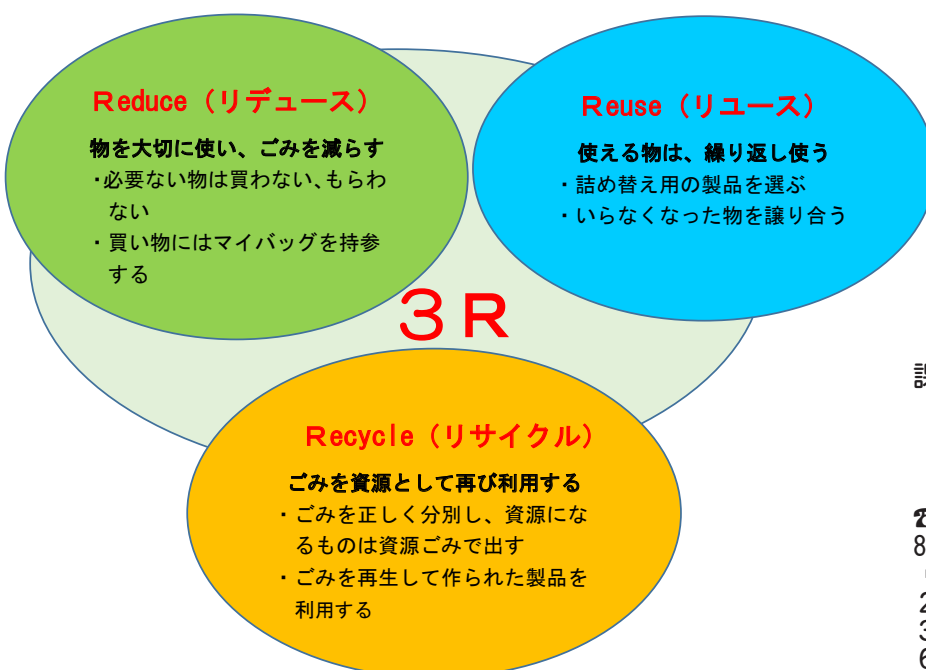 Reduce（リデュース）
物を大切に使い、ごみを減らす
・必要ない物は買わない、もらわ
ない
・買い物にはマイバッグを持参
する
Reuse（リユース）
使える物は、繰り返し使う
・詰め替え用の製品を選ぶ
・いらなくなった物を譲り合う
３Ｒ
Recycle（リサイクル）
ごみを資源として再び利用する
・ごみを正しく分別し、資源にな
るものは資源ごみで出す
・ごみを再生して作られた製品を
利用する
☎
8
2
3